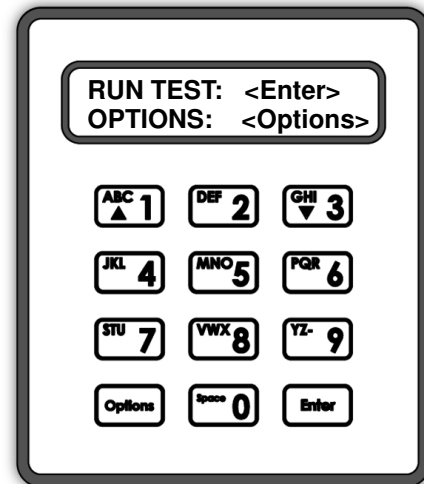 RUN TEST: <Enter>
OPTIONS: <Options>
ABC 1 DEF 2 GHI 3
JKL 4 MNO 5 PQR 6
STU 7 VWX 8 YZ- 9
Options Space 0 Enter